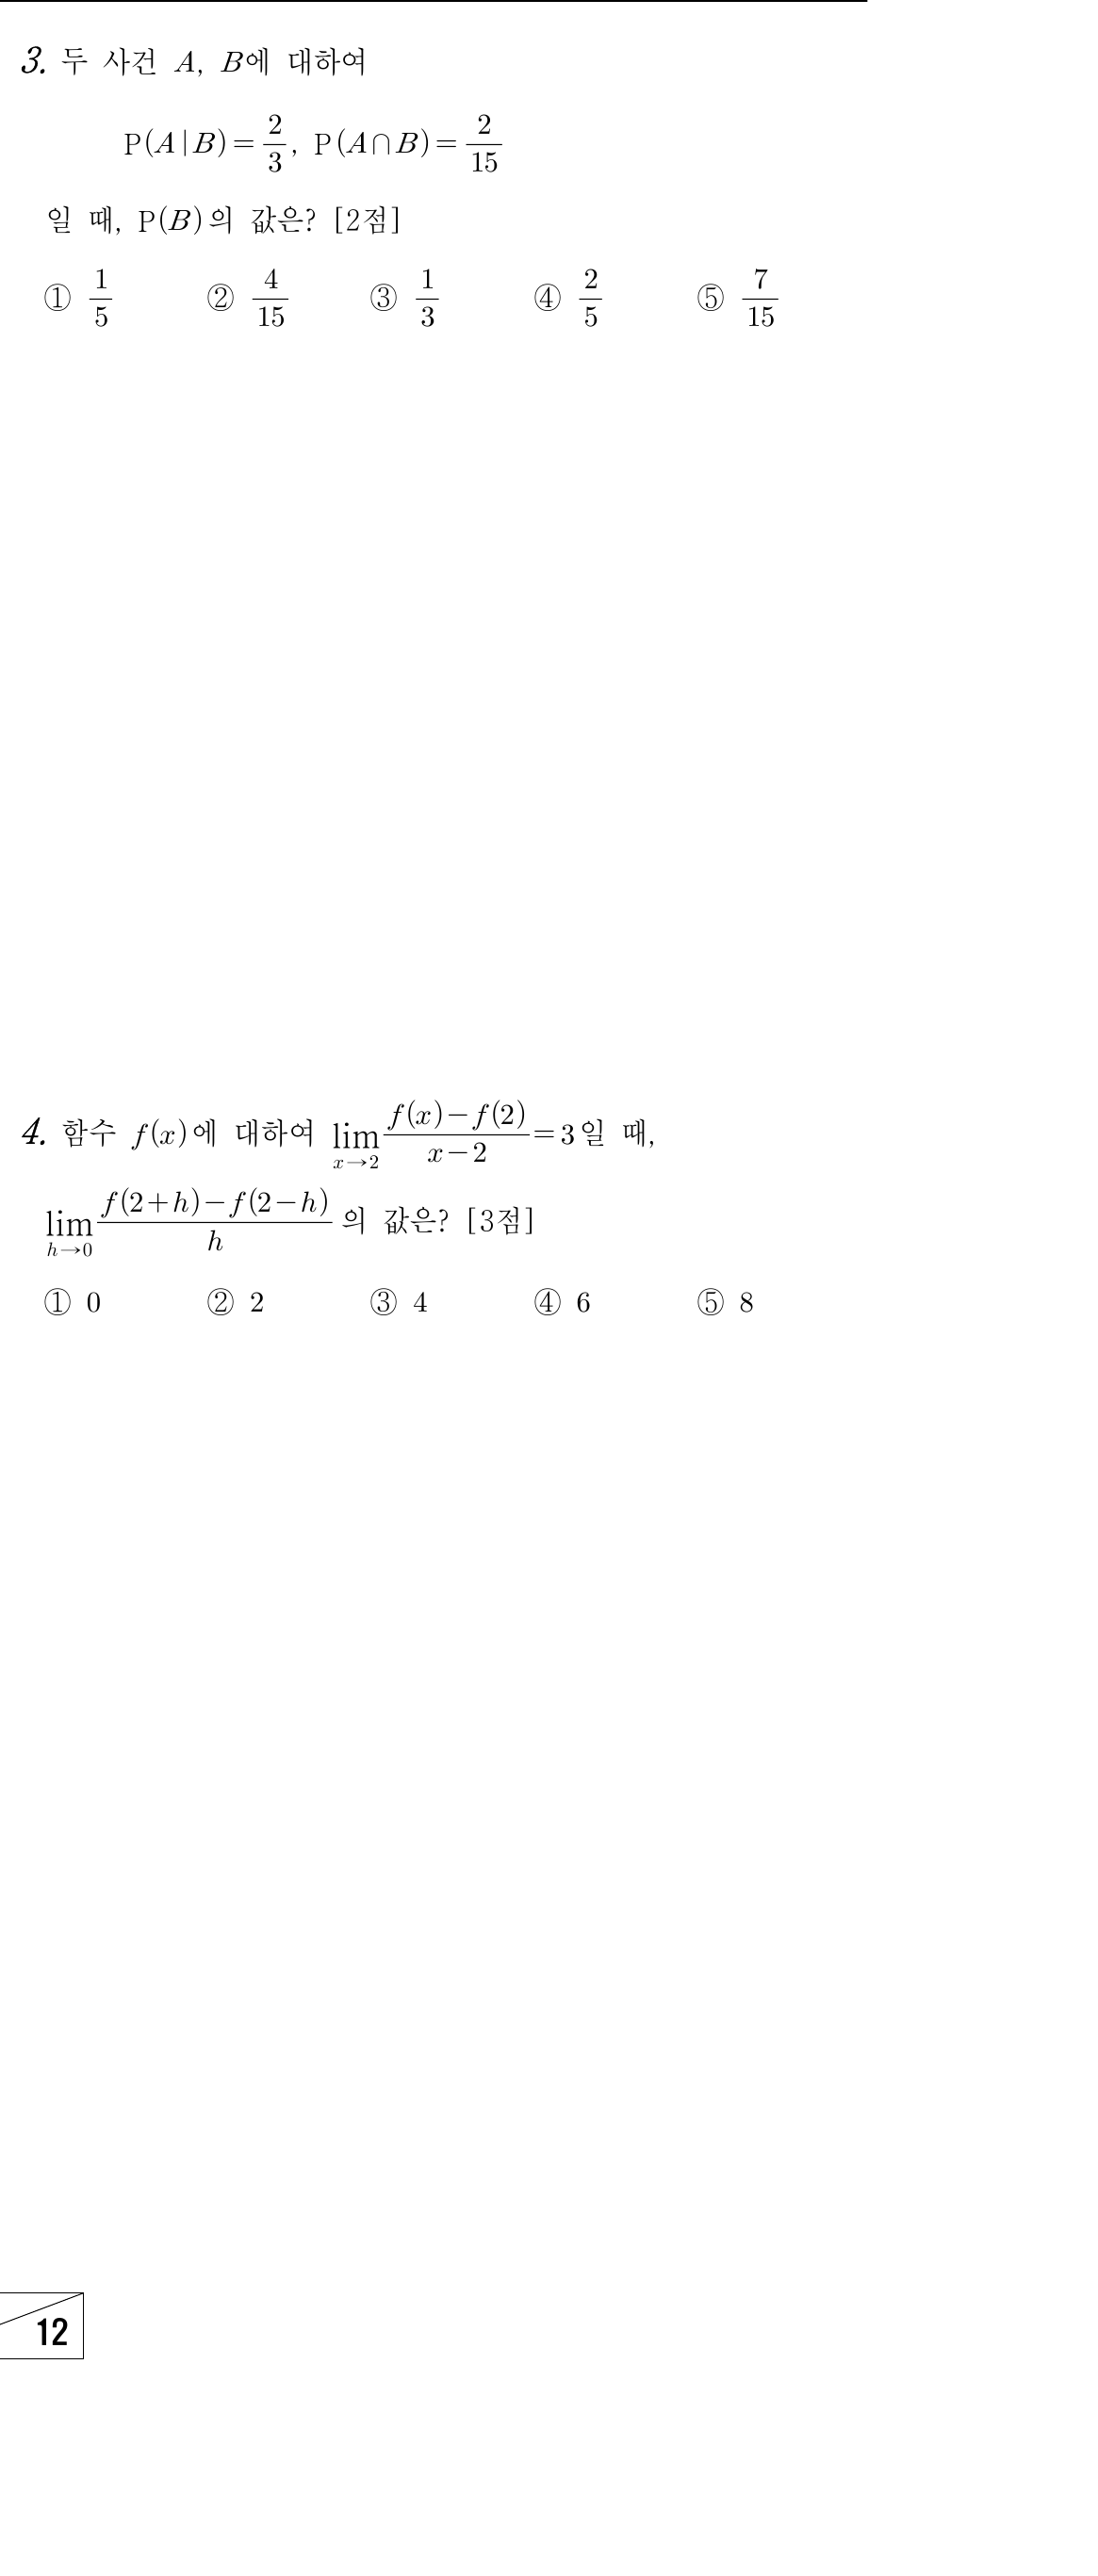 3. 두 사건 A, B에 대하여
P(A|B)=2/3, P(A∩B)=2/15
일 때, P(B)의 값은? [2점]
① 1/5 ② 4/15 ③ 1/3 ④ 2/5 ⑤ 7/15
4. 함수 f(x)에 대하여 lim x→2 (f(x)-f(2))/(x-2)=3일 때,
lim h→0 (f(2+h)-f(2-h))/h 의 값은? [3점]
① 0 ② 2 ③ 4 ④ 6 ⑤ 8
12